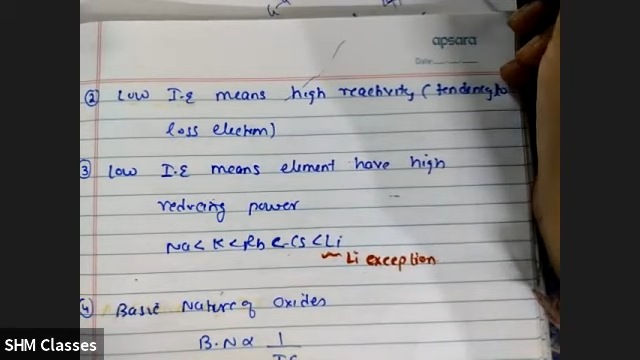 apsara
Date:
② Low I.E means high reactivity (tendency to
loss electron)
③ Low I.E means element have high
reducing power
Na < K < Rb < Cs < Li
Li exception
④ Basic Nature of oxides
B.N ∝ 1
SHM Classes